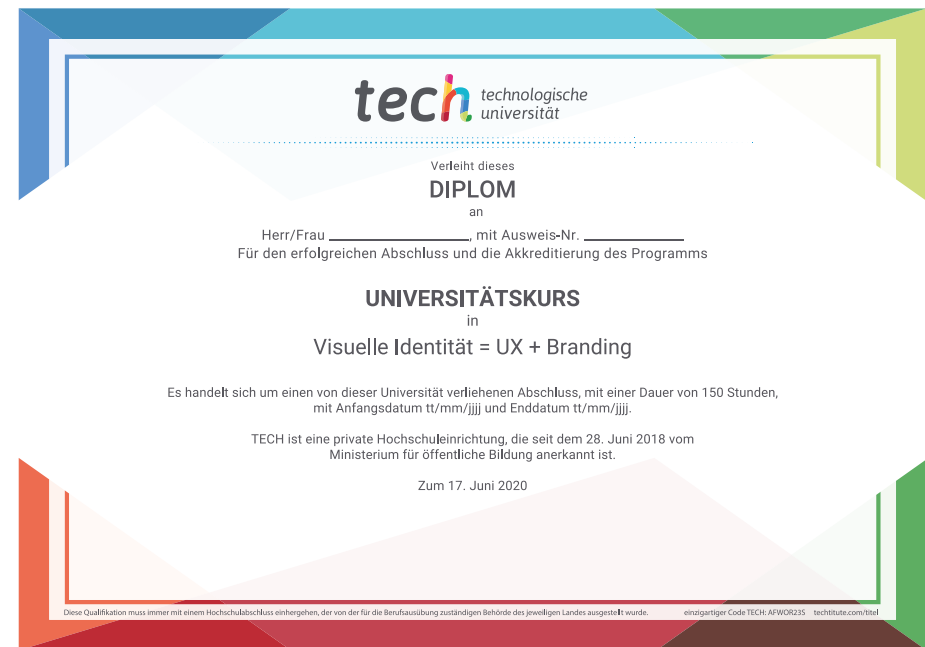 tech technologische
universität
Verleiht dieses
DIPLOM
an
Herr/Frau ____________________, mit Ausweis-Nr. ______________
Für den erfolgreichen Abschluss und die Akkreditierung des Programms
UNIVERSITÄTSKURS
in
Visuelle Identität = UX + Branding
Es handelt sich um einen von dieser Universität verliehenen Abschluss, mit einer Dauer von 150 Stunden,
mit Anfangsdatum tt/mm/jjjj und Enddatum tt/mm/jjjj.
TECH ist eine private Hochschuleinrichtung, die seit dem 28. Juni 2018 vom
Ministerium für öffentliche Bildung anerkannt ist.
Zum 17. Juni 2020
Diese Qualifikation muss immer mit einem Hochschulabschluss einhergehen, der von der für die Berufsausübung zuständigen Behörde des jeweiligen Landes ausgestellt wurde. einzigartiger Code TECH: AFWOR23S techtitute.com/titel